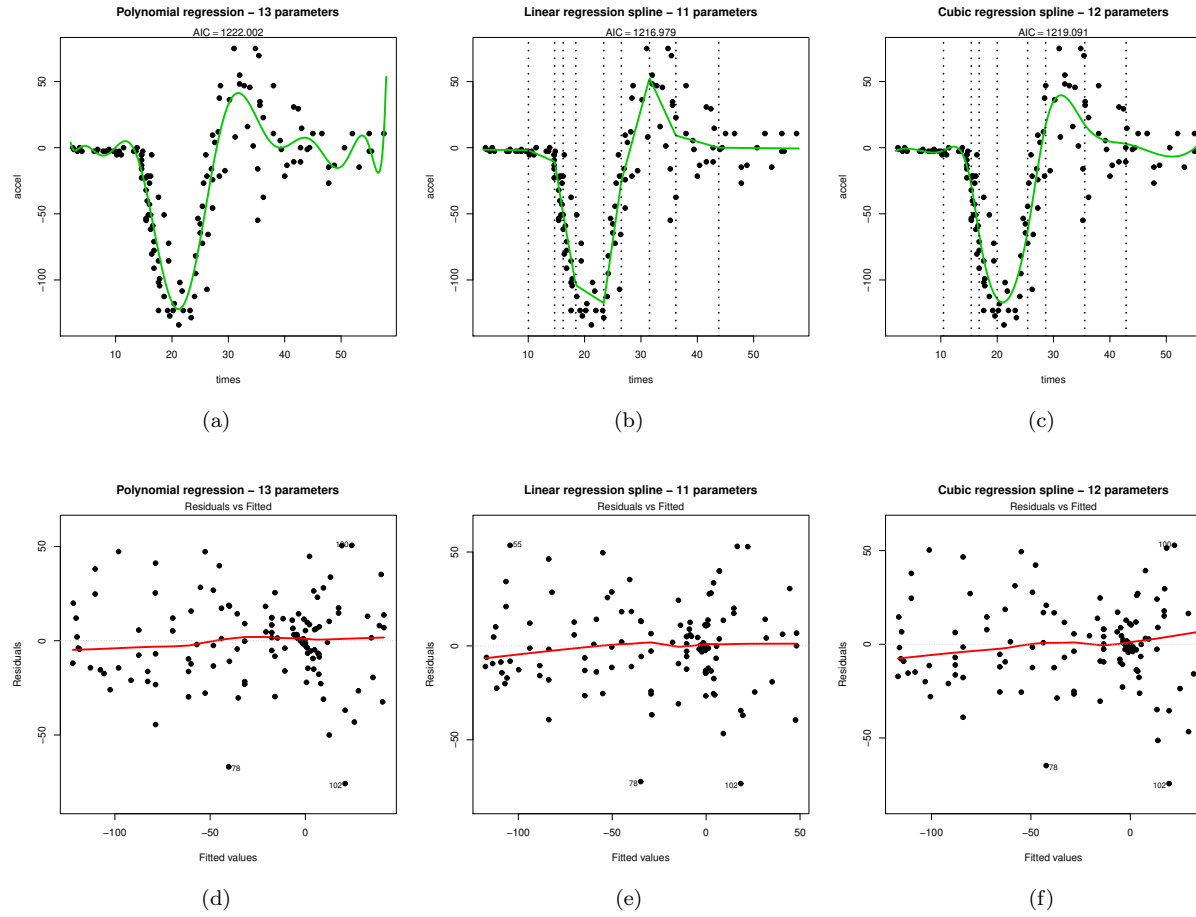 Polynomial regression − 13 parameters
AIC = 1222.002
accel
50
0
−50
−100
10 20 30 40 50
times
(a)
Linear regression spline − 11 parameters
AIC = 1216.979
accel
50
0
−50
−100
10 20 30 40 50
times
(b)
Cubic regression spline − 12 parameters
AIC = 1219.091
accel
50
0
−50
−100
10 20 30 40 50
times
(c)
Polynomial regression − 13 parameters
Residuals vs Fitted
Residuals
50
0
−50
100
78
102
−100 −50 0
Fitted values
(d)
Linear regression spline − 11 parameters
Residuals vs Fitted
Residuals
50
0
−50
55
78
102
−100 −50 0 50
Fitted values
(e)
Cubic regression spline − 12 parameters
Residuals vs Fitted
Residuals
50
0
−50
100
78
102
−100 −50 0
Fitted values
(f)